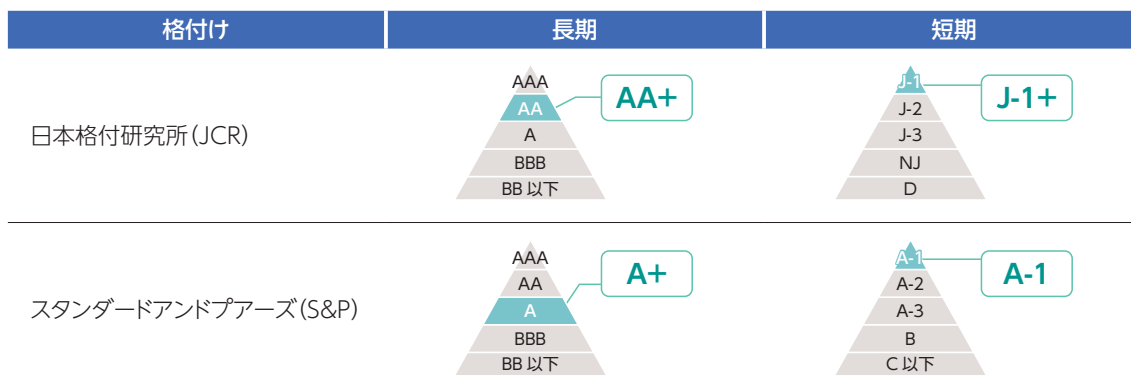 格付け 長期 短期
日本格付研究所(JCR)
AAA
AA
A
BBB
BB 以下
AA+
J-1
J-2
J-3
NJ
D
J-1+
スタンダードアンドプアーズ(S&P)
AAA
AA
A
BBB
BB 以下
A+
A-1
A-2
A-3
B
C 以下
A-1